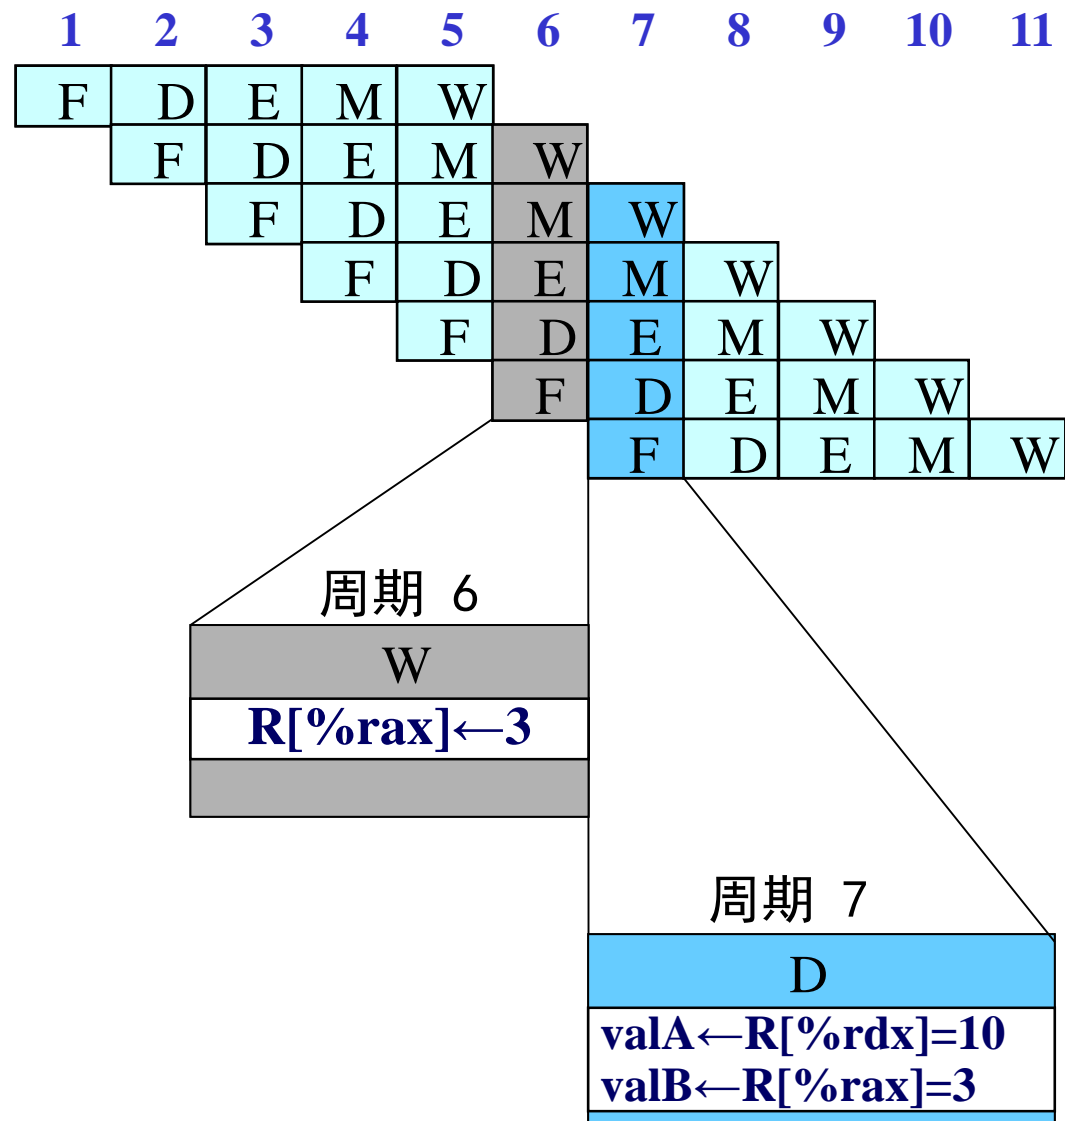 1 2 3 4 5 6 7 8 9 10 11
F D E M W
F D E M W
F D E M W
F D E M W
F D E M W
F D E M W
F D E M W
周期 6
W
R[%rax]←3
周期 7
D
valA←R[%rdx]=10
valB←R[%rax]=3